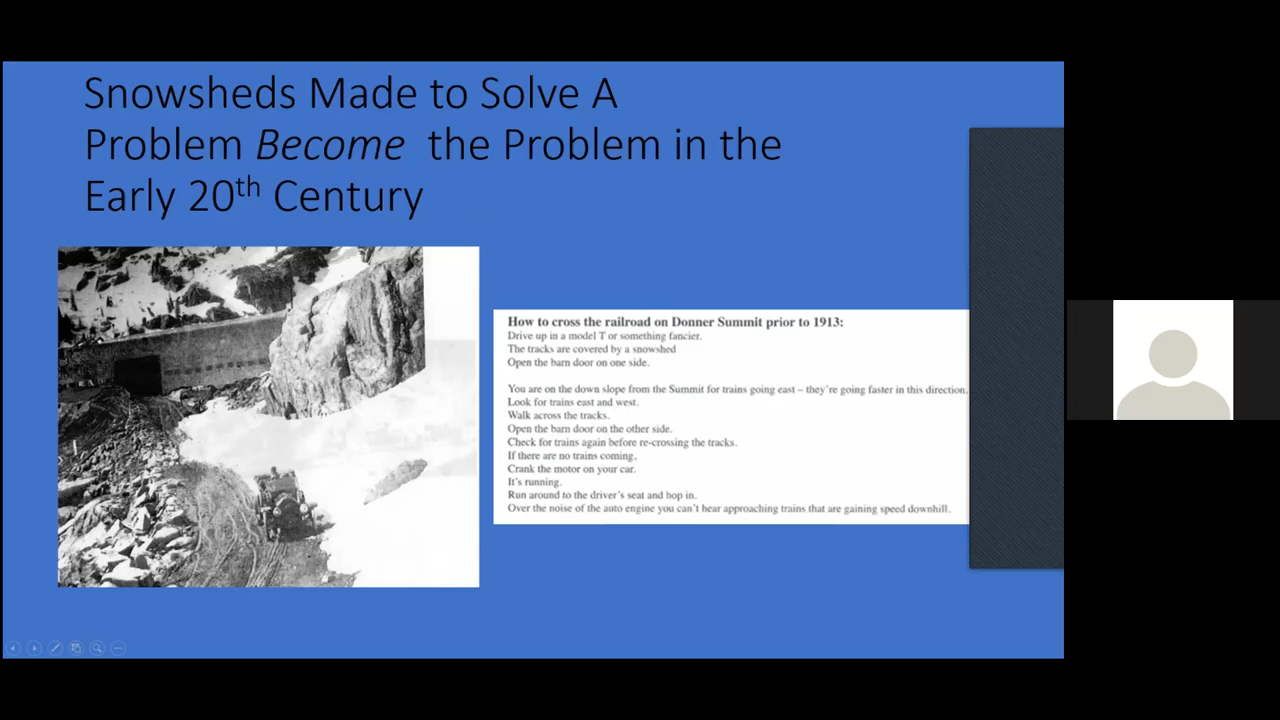 Snowsheds Made to Solve A
Problem Become the Problem in the
Early 20th Century
How to cross the railroad on Donner Summit prior to 1913:
Drive up in a model T or something fancier.
The tracks are covered by a snowshed
Open the barn door on one side.
You are on the down slope from the Summit for trains going east – they're going faster in this direction.
Look for trains east and west.
Walk across the tracks.
Open the barn door on the other side.
Check for trains again before re-crossing the tracks.
If there are no trains coming.
Crank the motor on your car.
It's running.
Run around to the driver's seat and hop in.
Over the noise of the auto engine you can't hear approaching trains that are gaining speed downhill.